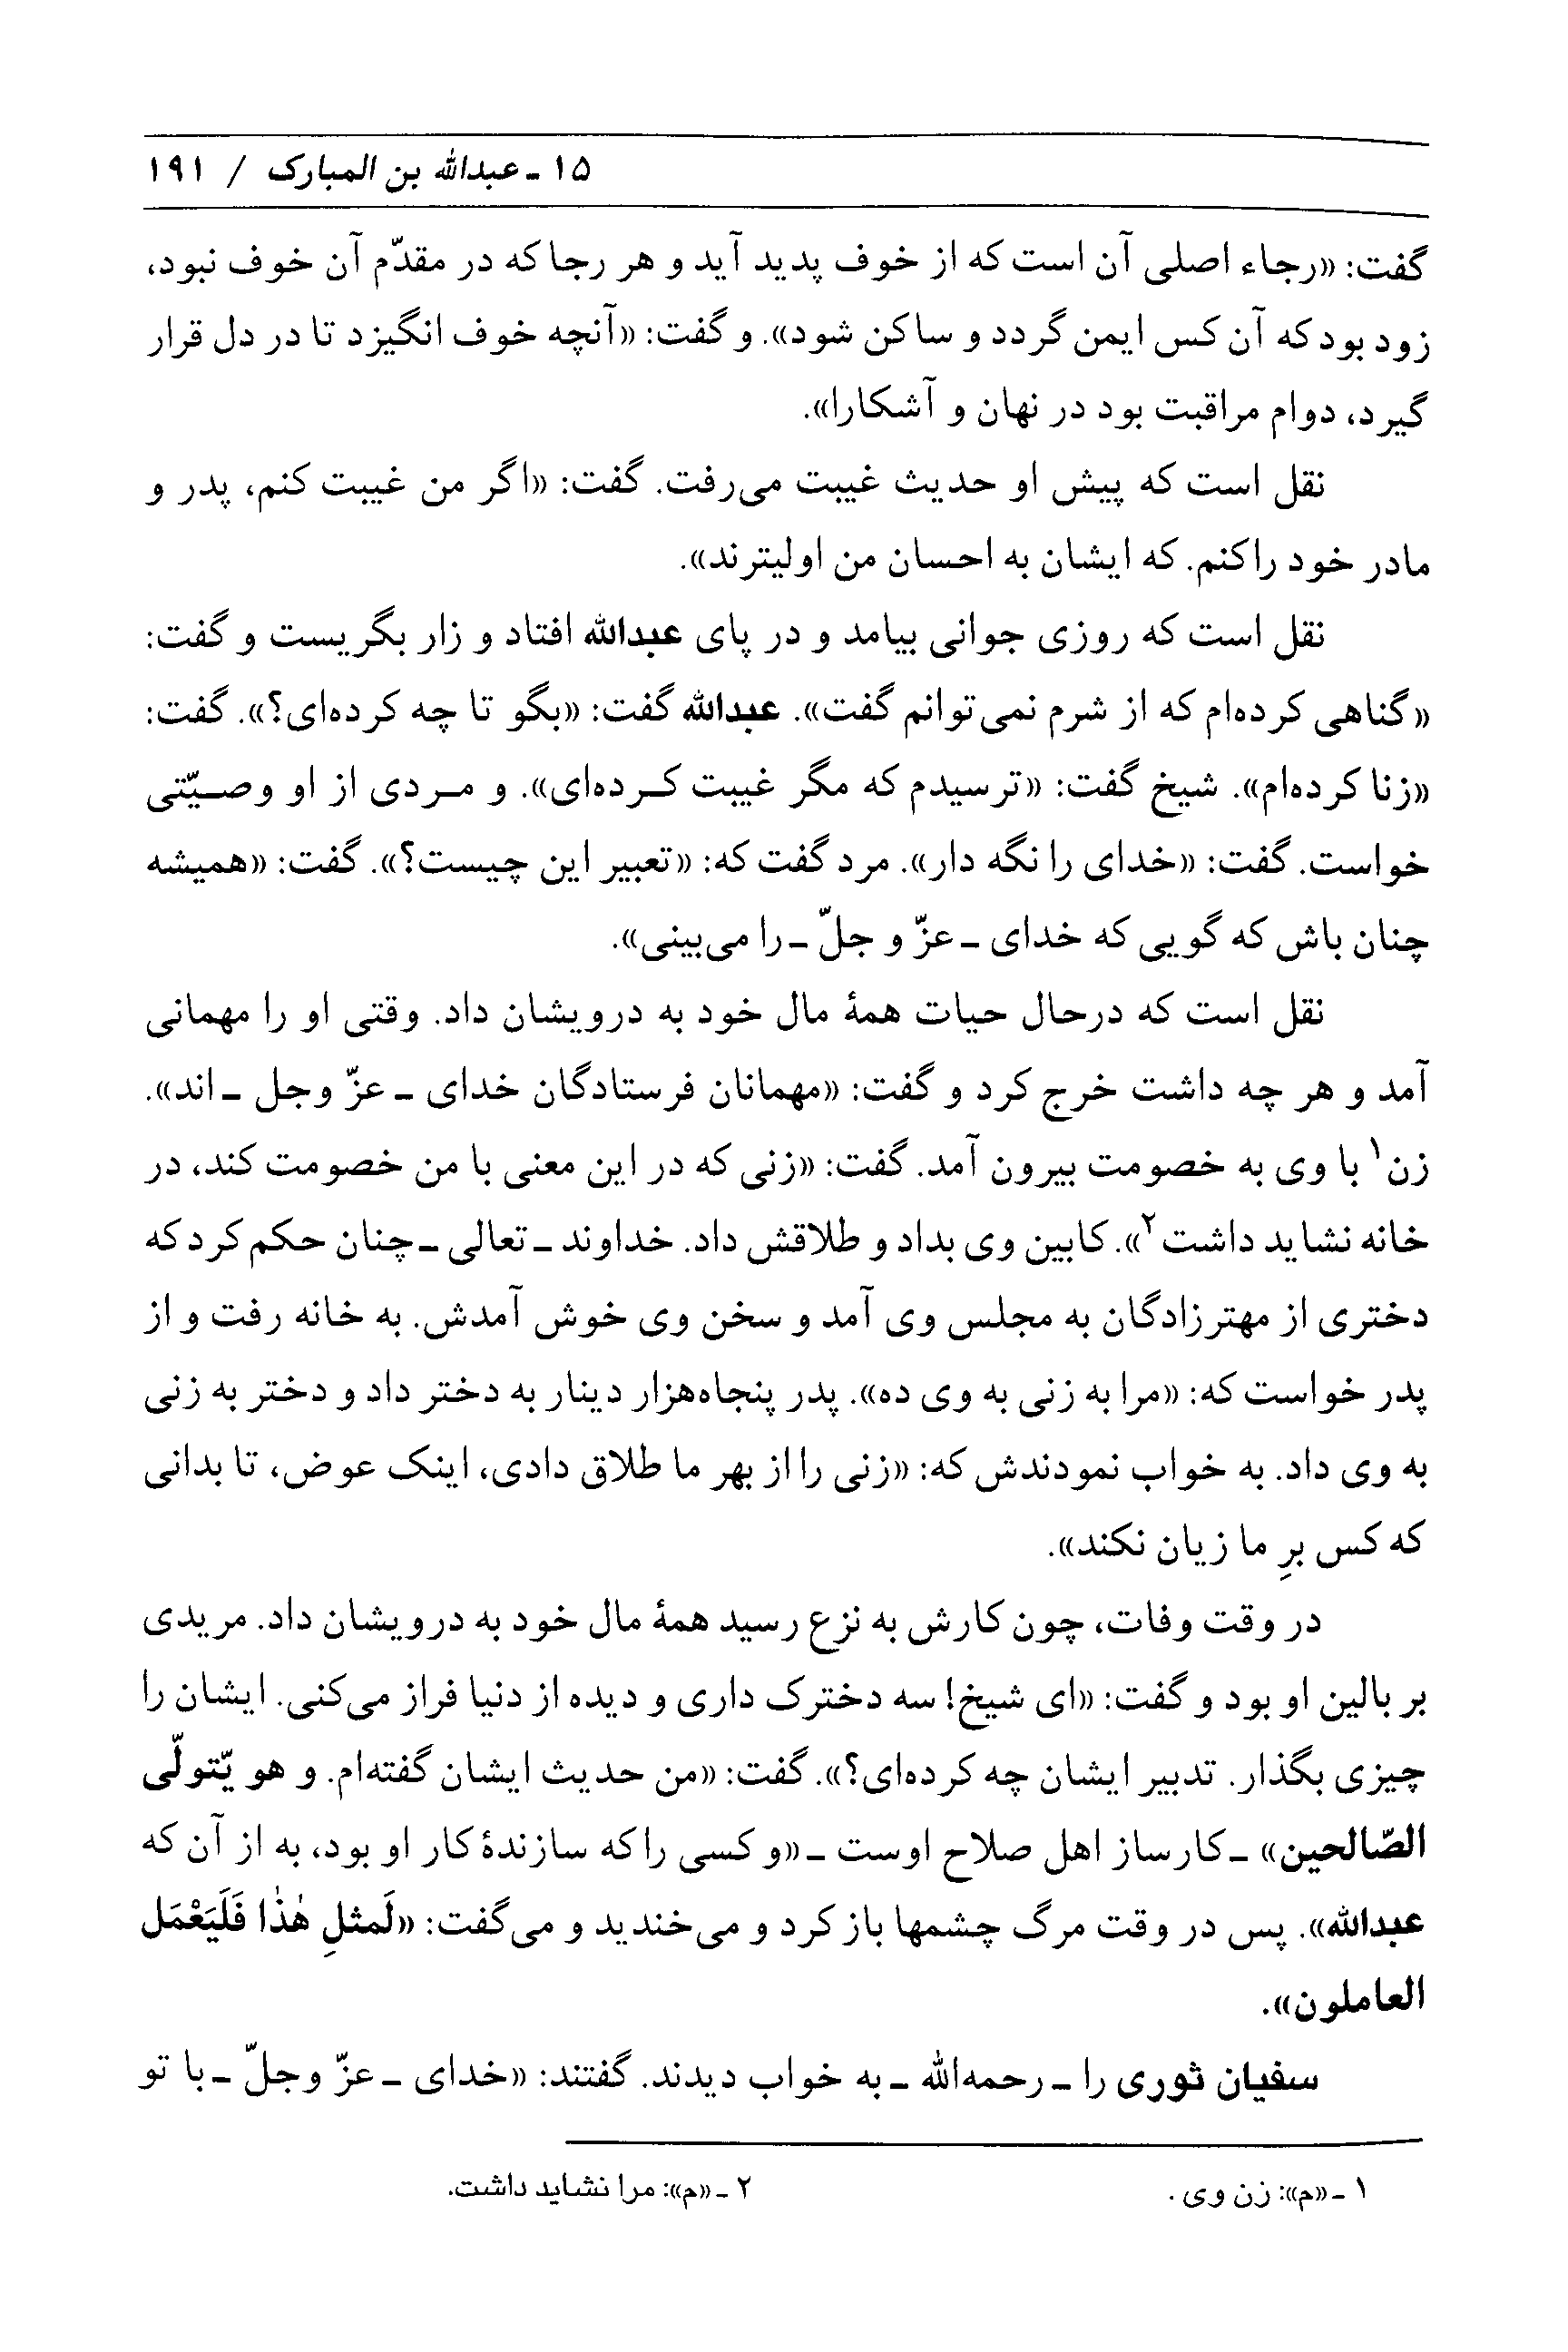 ۱۵ ـ عبدالله بن المبارک / ۱۹۱
گفت: «رجاء اصلی آن است که از خوف پدید آید و هر رجا که در مقدّم آن خوف نبود،
زود بود که آن کس ایمن گردد و ساکن شود». و گفت: «آنچه خوف انگیزد تا در دل قرار
گیرد، دوام مراقبت بود در نهان و آشکارا».
نقل است که پیش او حدیث غیبت می‌رفت. گفت: «اگر من غیبت کنم، پدر و
مادر خود را کنم. که ایشان به احسان من اولیترند».
نقل است که روزی جوانی بیامد و در پای عبدالله افتاد و زار بگریست و گفت:
«گناهی کرده‌ام که از شرم نمی‌توانم گفت». عبدالله گفت: «بگو تا چه کرده‌ای؟». گفت:
«زنا کرده‌ام». شیخ گفت: «ترسیدم که مگر غیبت کرده‌ای». و مردی از او وصیّتی
خواست. گفت: «خدای را نگه دار». مرد گفت که: «تعبیر این چیست؟». گفت: «همیشه
چنان باش که گویی که خدای ـ عزّ و جلّ ـ را می‌بینی».
نقل است که درحال حیات همهٔ مال خود به درویشان داد. وقتی او را مهمانی
آمد و هر چه داشت خرج کرد و گفت: «مهمانان فرستادگان خدای ـ عزّ وجل ـ اند».
زن۱ با وی به خصومت بیرون آمد. گفت: «زنی که در این معنی با من خصومت کند، در
خانه نشاید داشت۲». کابین وی بداد و طلاقش داد. خداوند ـ تعالی ـ چنان حکم کرد که
دختری از مهترزادگان به مجلس وی آمد و سخن وی خوش آمدش. به خانه رفت و از
پدر خواست که: «مرا به زنی به وی ده». پدر پنجاه‌هزار دینار به دختر داد و دختر به زنی
به وی داد. به خواب نمودندش که: «زنی را از بهر ما طلاق دادی، اینک عوض، تا بدانی
که کس برِ ما زیان نکند».
در وقت وفات، چون کارش به نزع رسید همهٔ مال خود به درویشان داد. مریدی
بر بالین او بود و گفت: «ای شیخ! سه دخترک داری و دیده از دنیا فراز می‌کنی. ایشان را
چیزی بگذار. تدبیر ایشان چه کرده‌ای؟». گفت: «من حدیث ایشان گفته‌ام. و هو یّتولّی
الصّالحین» ـ کارساز اهل صلاح اوست ـ «و کسی را که سازندهٔ کار او بود، به از آن که
عبدالله». پس در وقت مرگ چشمها باز کرد و می‌خندید و می‌گفت: «لَمثلِ هٰذٰا فَلَیَعْمَل
العاملون».
سفیان ثوری را ـ رحمه‌الله ـ به خواب دیدند. گفتند: «خدای ـ عزّ وجلّ ـ با تو
۱ ـ «م»: زن وی . ۲ ـ «م»: مرا نشاید داشت.